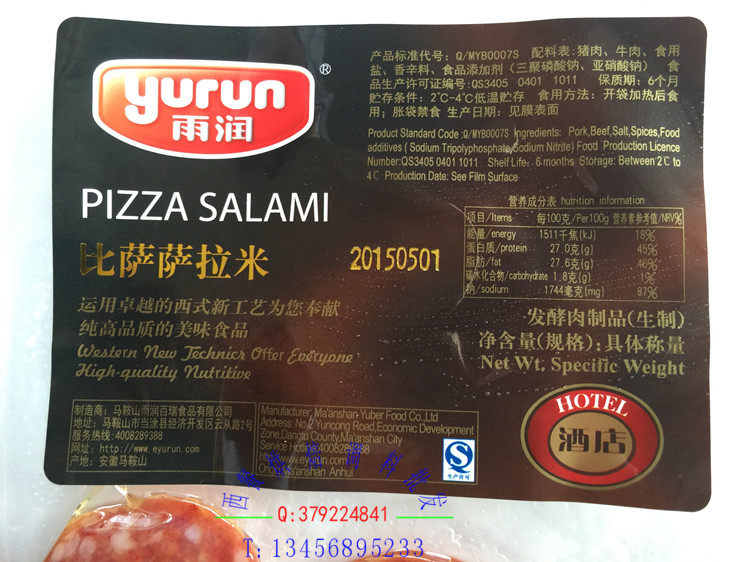 yurun®
雨润
PIZZA SALAMI
比萨萨拉米
20150501
运用卓越的西式新工艺为您奉献
纯高品质的美味食品
Western New Technicr Offer Everyone
High-quality Nutritive
产品标准代号: Q/MYB0007S 配料表:猪肉、牛肉、食用
盐、香辛料、食品添加剂(三聚磷酸钠、亚硝酸钠) 食
品生产许可证编号:QS3405 0401 1011 保质期: 6个月
贮存条件: 2℃-4℃低温贮存 食用方法: 开袋加热后食
用; 胀袋禁食 生产日期: 见膜表面
Product Standard Code :Q/MYB0007S Ingredients: Pork,Beef,Salt,Spices,Food
additives ( Sodium Tripolyphosphate,Sodium Nitrite) Food Production Licence
Number:QS3405 0401 1011 Shelf Life: 6 months Storage: Between 2℃ to
4℃ Production Date: See Film Surface
营养成分表 nutrition information
项目/Items 每100克/Per100g 营养素参考值/NRV%
能量/energy 1511千焦(kJ) 18%
蛋白质/protein 27.0克(g) 45%
脂肪/fat 27.6克(g) 46%
碳水化合物/carbohydrate 1.8克(g) 1%
钠/sodium 1744毫克(mg) 87%
发酵肉制品(生制)
净含量(规格): 具体称量
Net Wt. Specific Weight
HOTEL
酒店
制造商: 马鞍山雨润百瑞食品有限公司
地址: 马鞍山市当涂县经济开发区云从路2号
服务热线:4008289388
网址: http://www.eyurun.com
产地: 安徽马鞍山
Manufacturer: Ma'anshan Yuber Food Co.,Ltd
Address: No.2 Yuncong Road,Economic Development
Zone,Dangtu County,Ma'anshan City
Service Hotline:4008289388
http://www.eyurun.com
Origin: Ma'anshan Anhui
生产许可
Q:379224841
T: 13456895233